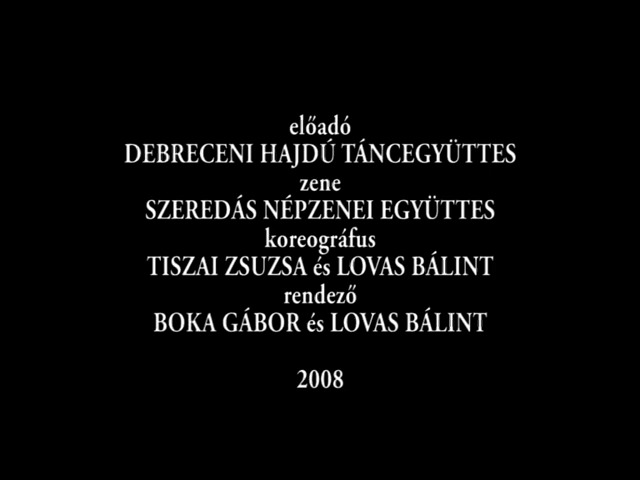 előadó
DEBRECENI HAJDÚ TÁNCEGYÜTTES
zene
SZEREDÁS NÉPZENEI EGYÜTTES
koreográfus
TISZAI ZSUZSA és LOVAS BÁLINT
rendező
BOKA GÁBOR és LOVAS BÁLINT
2008